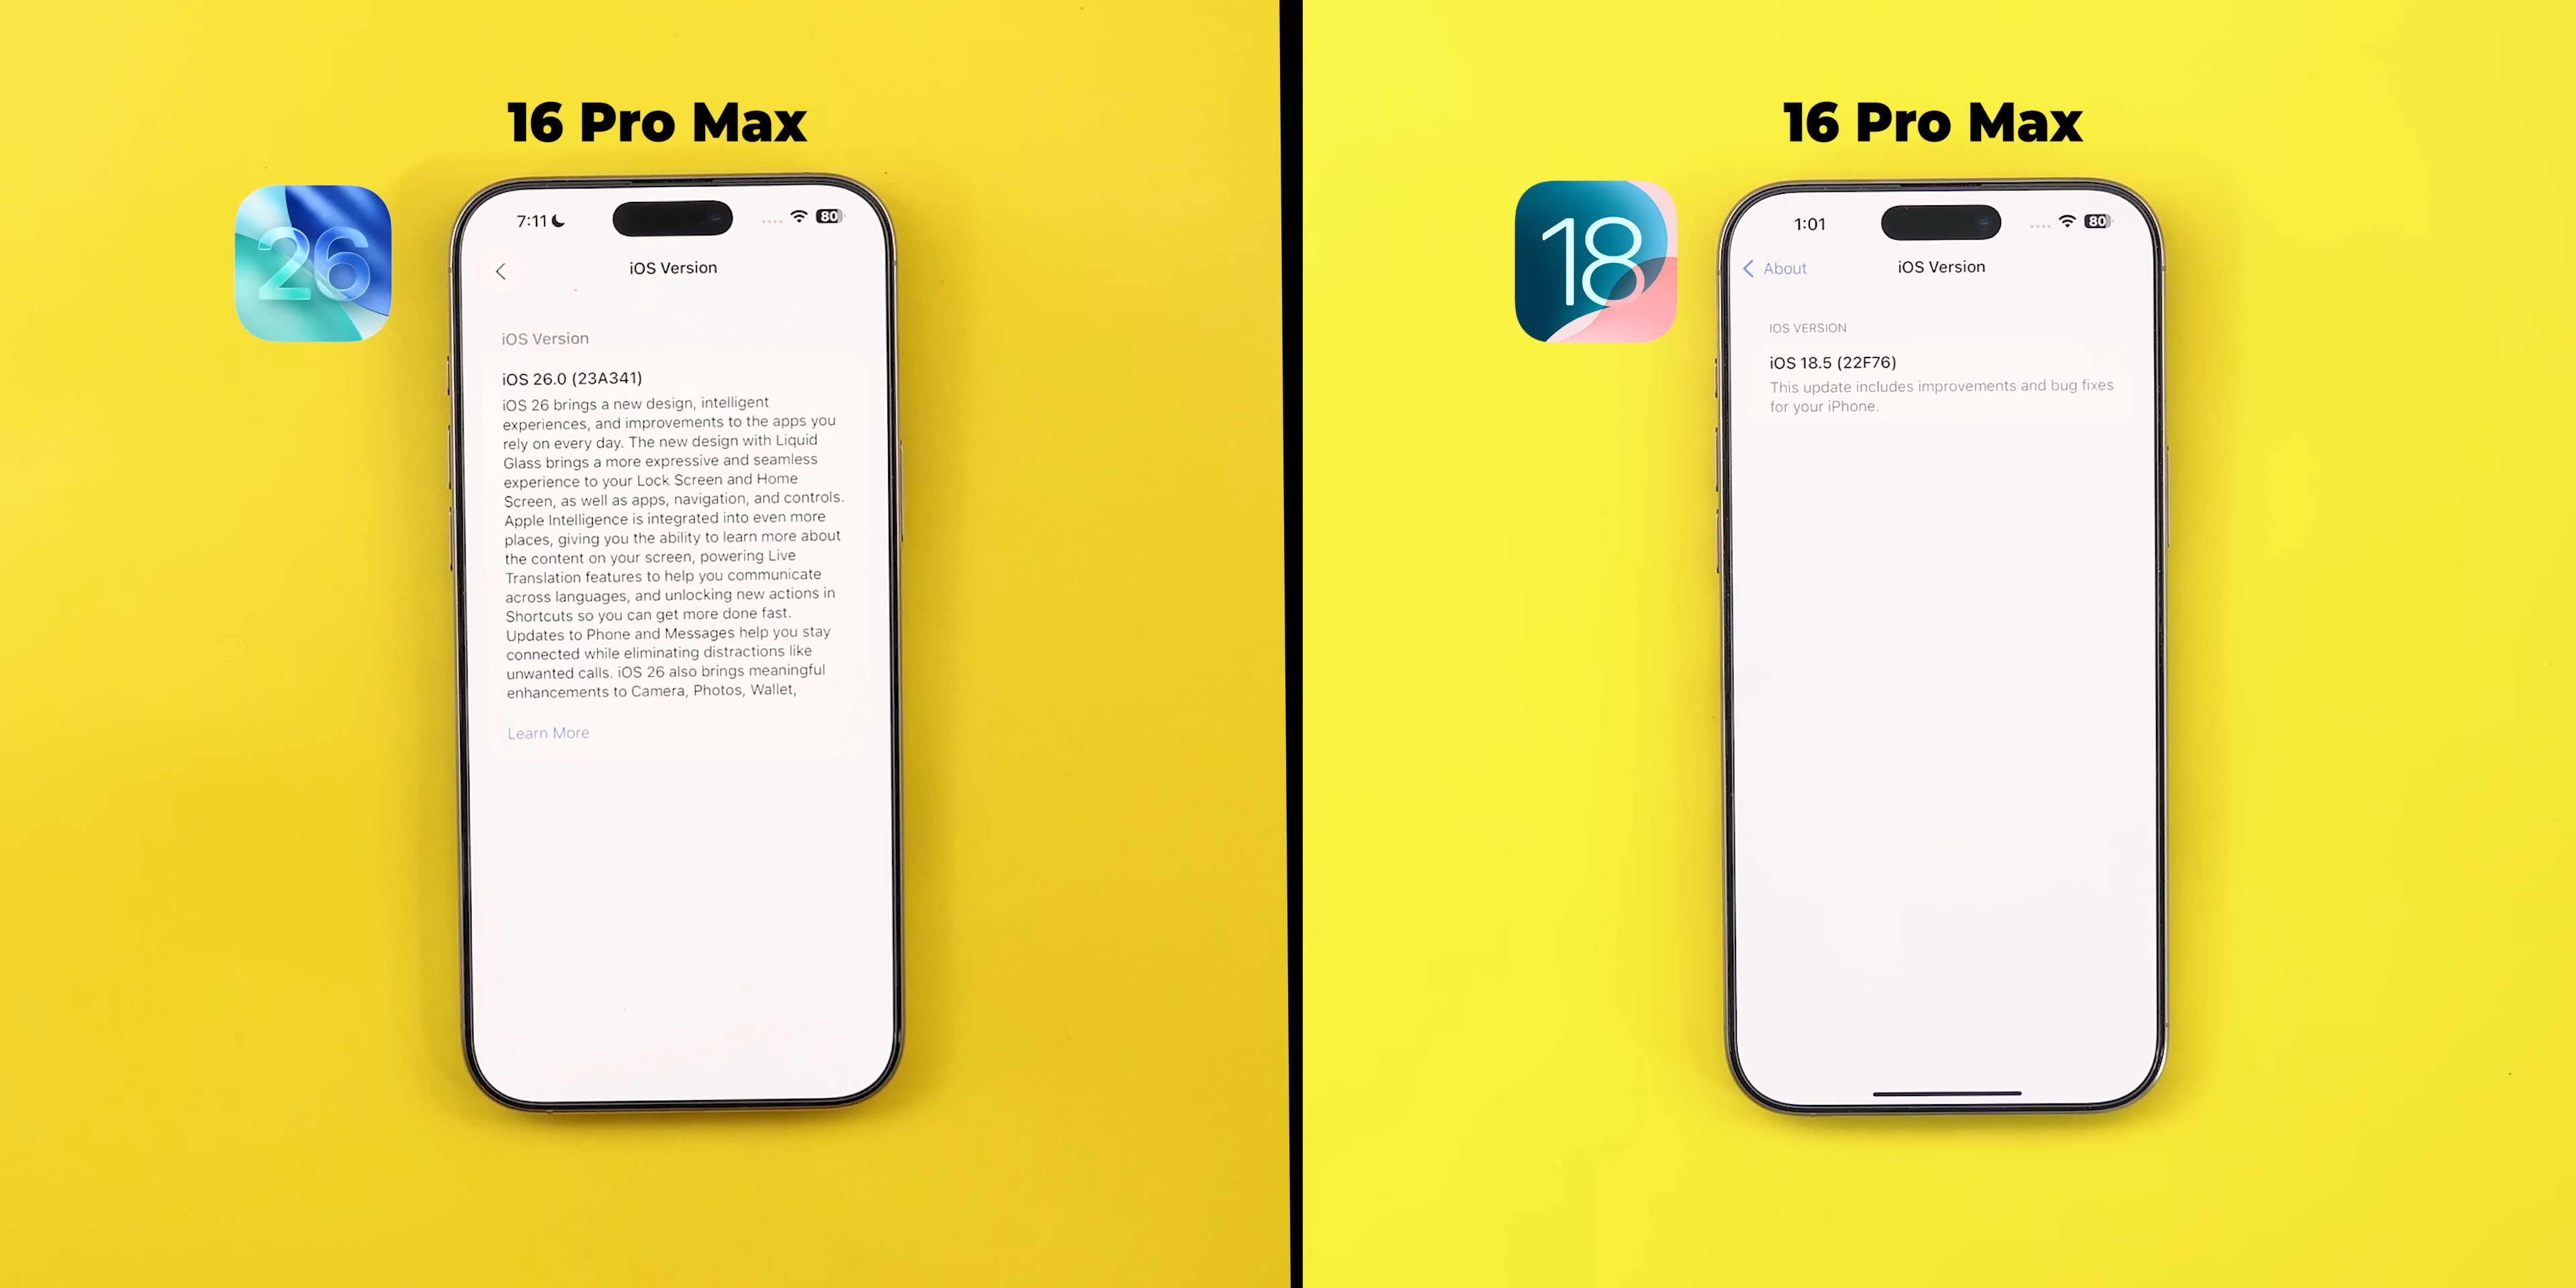 16 Pro Max
26
7:11
80
iOS Version
iOS Version
iOS 26.0 (23A341)
iOS 26 brings a new design, intelligent
experiences, and improvements to the apps you
rely on every day. The new design with Liquid
Glass brings a more expressive and seamless
experience to your Lock Screen and Home
Screen, as well as apps, navigation, and controls.
Apple Intelligence is integrated into even more
places, giving you the ability to learn more about
the content on your screen, powering Live
Translation features to help you communicate
across languages, and unlocking new actions in
Shortcuts so you can get more done fast.
Updates to Phone and Messages help you stay
connected while eliminating distractions like
unwanted calls. iOS 26 also brings meaningful
enhancements to Camera, Photos, Wallet,
Learn More
16 Pro Max
18
1:01
80
About
iOS Version
IOS VERSION
iOS 18.5 (22F76)
This update includes improvements and bug fixes
for your iPhone.